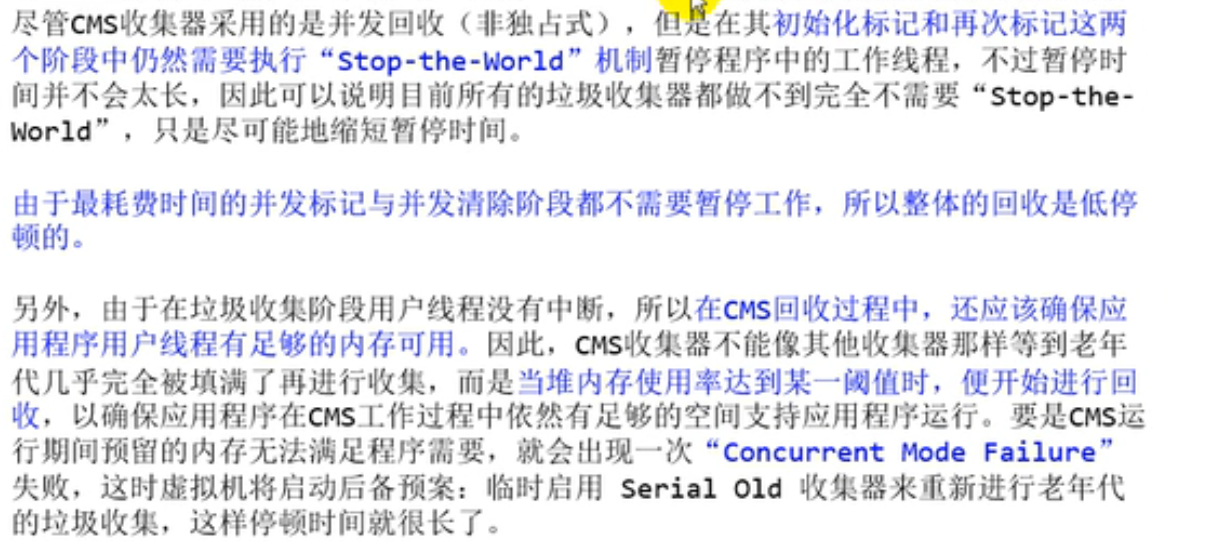 尽管CMS收集器采用的是并发回收（非独占式），但是在其初始化标记和再次标记这两
个阶段中仍然需要执行“Stop-the-World”机制暂停程序中的工作线程，不过暂停时
间并不会太长，因此可以说明目前所有的垃圾收集器都做不到完全不需要“Stop-the-
World”，只是尽可能地缩短暂停时间。
由于最耗费时间的并发标记与并发清除阶段都不需要暂停工作，所以整体的回收是低停
顿的。
另外，由于在垃圾收集阶段用户线程没有中断，所以在CMS回收过程中，还应该确保应
用程序用户线程有足够的内存可用。因此，CMS收集器不能像其他收集器那样等到老年
代几乎完全被填满了再进行收集，而是当堆内存使用率达到某一阈值时，便开始进行回
收，以确保应用程序在CMS工作过程中依然有足够的空间支持应用程序运行。要是CMS运
行期间预留的内存无法满足程序需要，就会出现一次“Concurrent Mode Failure”
失败，这时虚拟机将启动后备预案：临时启用 Serial Old 收集器来重新进行老年代
的垃圾收集，这样停顿时间就很长了。